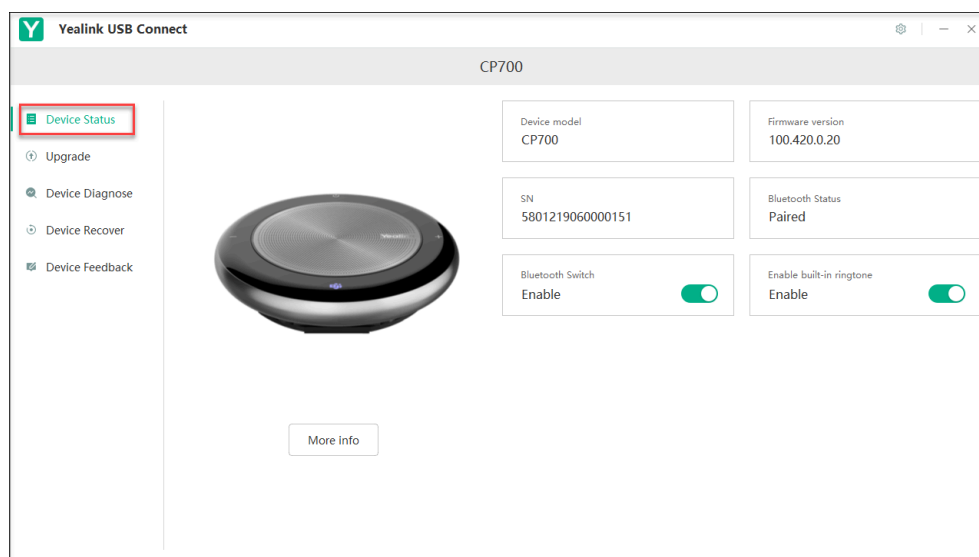 Y Yealink USB Connect
CP700
Device Status
Upgrade
Device Diagnose
Device Recover
Device Feedback
Yealink
More info
Device model
CP700
Firmware version
100.420.0.20
SN
5801219060000151
Bluetooth Status
Paired
Bluetooth Switch
Enable
Enable built-in ringtone
Enable